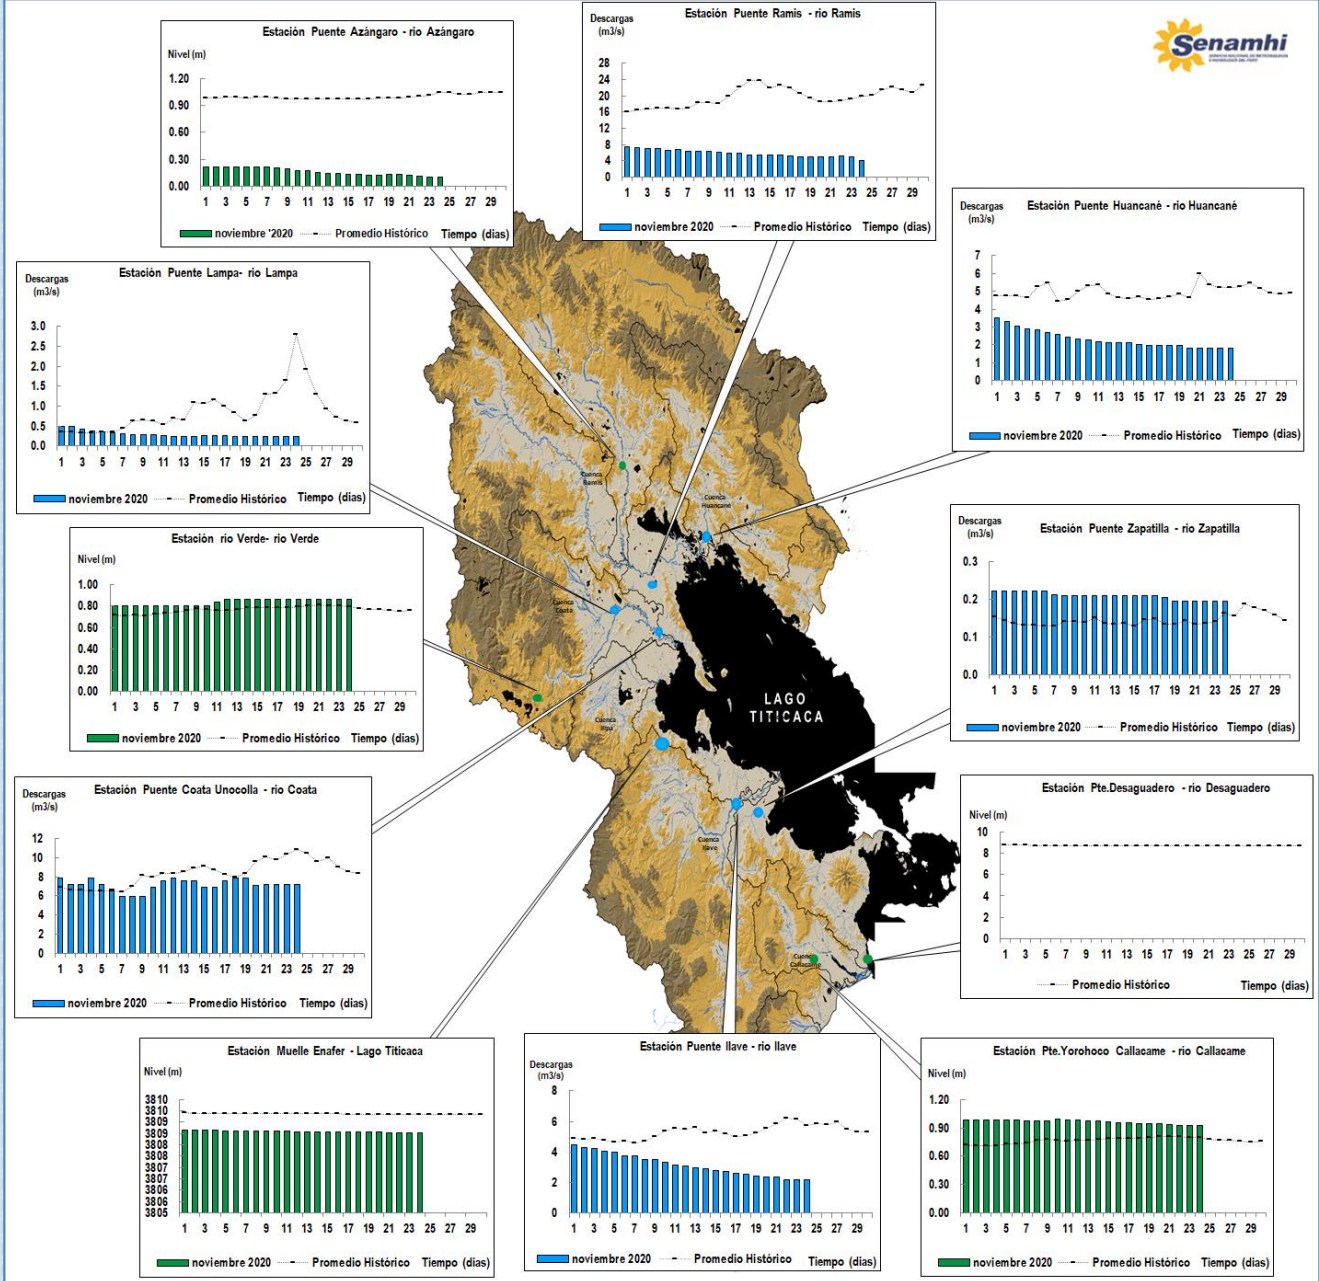 Senamhi
Estación Puente Azángaro - río Azángaro
Nivel (m)
1.20
0.90
0.60
0.30
0.00
1 3 5 7 9 11 13 15 17 19 21 23 25 27 29
noviembre '2020 Promedio Histórico Tiempo (dias)
Descargas
(m3/s)
Estación Puente Ramis - río Ramis
28
24
20
16
12
8
4
0
1 3 5 7 9 11 13 15 17 19 21 23 25 27 29
noviembre 2020 Promedio Histórico Tiempo (dias)
Descargas
(m3/s)
Estación Puente Huancané - río Huancané
7
6
5
4
3
2
1
0
1 3 5 7 9 11 13 15 17 19 21 23 25 27 29
noviembre 2020 Promedio Histórico Tiempo (dias)
Descargas
(m3/s)
Estación Puente Lampa- río Lampa
3.0
2.5
2.0
1.5
1.0
0.5
0.0
1 3 5 7 9 11 13 15 17 19 21 23 25 27 29
noviembre 2020 Promedio Histórico Tiempo (dias)
Estación río Verde- río Verde
Nivel (m)
1.00
0.80
0.60
0.40
0.20
0.00
1 3 5 7 9 11 13 15 17 19 21 23 25 27 29
noviembre 2020 Promedio Histórico Tiempo (dias)
Descargas
(m3/s)
Estación Puente Zapatilla - río Zapatilla
0.3
0.2
0.1
0.0
1 3 5 7 9 11 13 15 17 19 21 23 25 27 29
noviembre 2020 Promedio Histórico Tiempo (dias)
Cuenca
Ramis
Cuenca
Huancané
Cuenca
Coata
Cuenca
Illpa
LAGO
TITICACA
Cuenca
Ilave
Cuenca
Callacame
Descargas
(m3/s)
Estación Puente Coata Unocolla - río Coata
12
10
8
6
4
2
0
1 3 5 7 9 11 13 15 17 19 21 23 25 27 29
noviembre 2020 Promedio Histórico Tiempo (dias)
Estación Pte.Desaguadero - río Desaguadero
Nivel (m)
10
8
6
4
2
0
1 3 5 7 9 11 13 15 17 19 21 23 25 27 29
Promedio Histórico Tiempo (dias)
Estación Muelle Enafer - Lago Titicaca
Nivel (m)
3810
3810
3809
3809
3808
3808
3807
3807
3806
3806
3805
1 3 5 7 9 11 13 15 17 19 21 23 25 27 29
noviembre 2020 Promedio Histórico Tiempo (dias)
Descargas
(m3/s)
Estación Puente Ilave - río Ilave
8
6
4
2
0
1 3 5 7 9 11 13 15 17 19 21 23 25 27 29
noviembre 2020 Promedio Histórico Tiempo (dias)
Estación Pte.Yorohoco Callacame - río Callacame
Nivel (m)
1.20
0.90
0.60
0.30
0.00
1 3 5 7 9 11 13 15 17 19 21 23 25 27 29
noviembre 2020 Promedio Histórico Tiempo (dias)